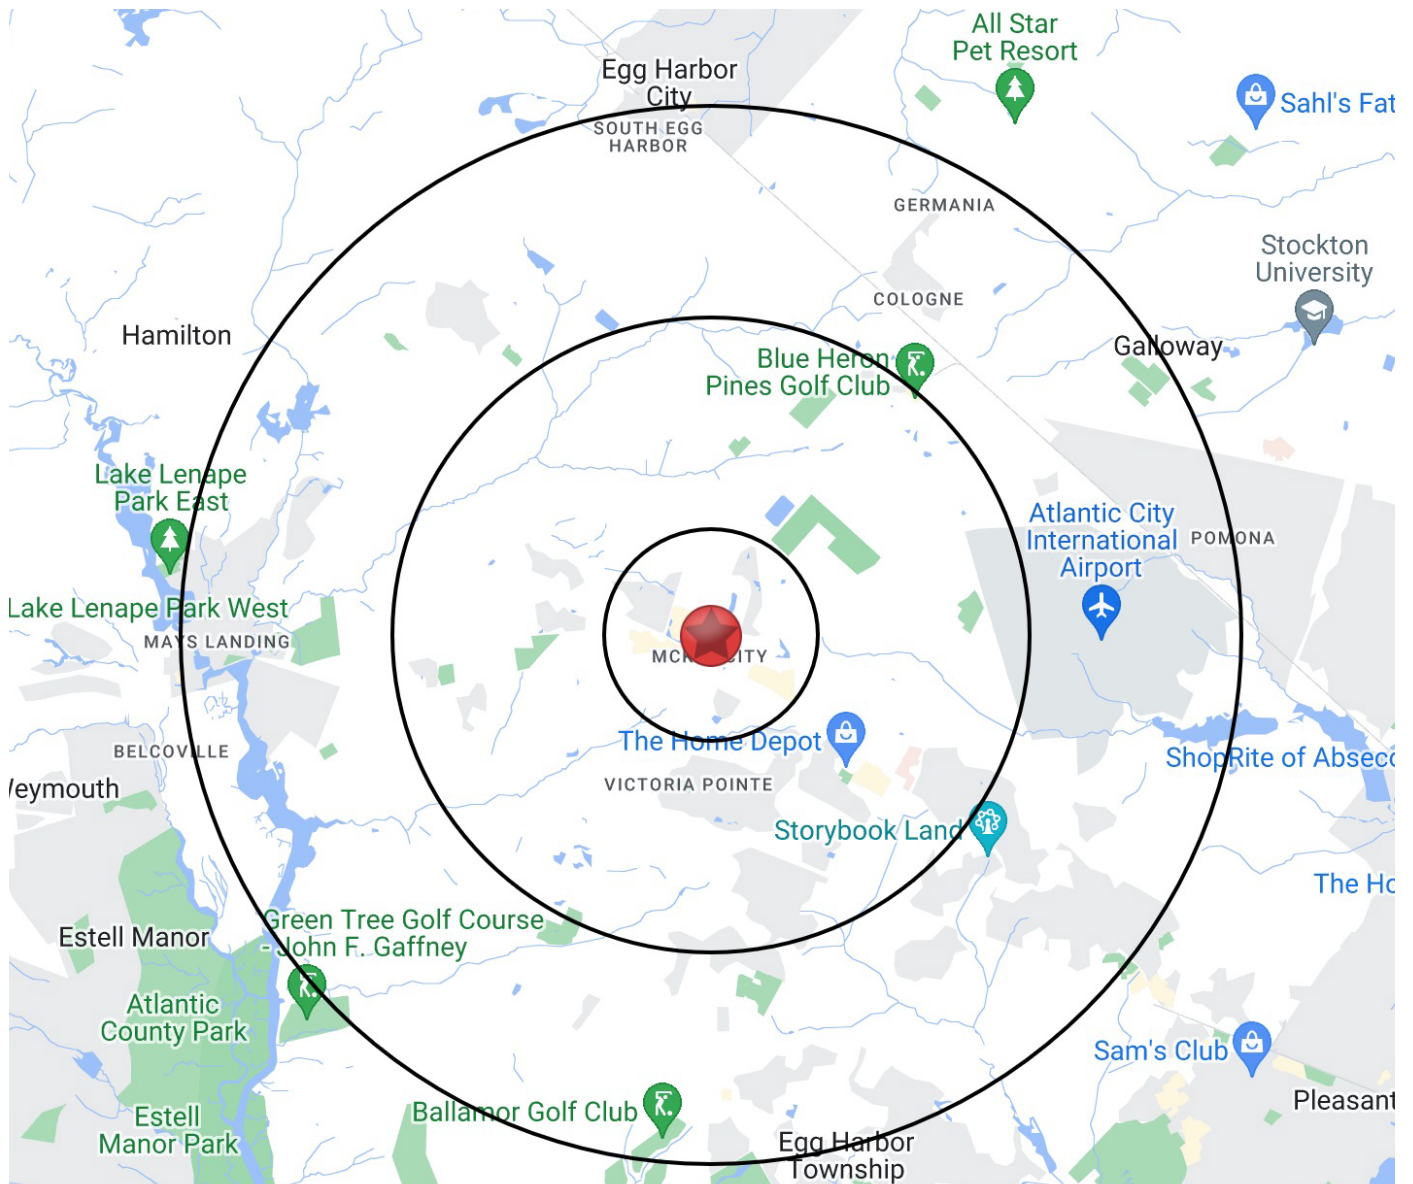 All Star
Pet Resort
Egg Harbor
City
Sahl's Fat
SOUTH EGG
HARBOR
GERMANIA
Stockton
University
COLOGNE
Hamilton
Galloway
Blue Heron
Pines Golf Club
Lake Lenape
Park East
Atlantic City
International
Airport
POMONA
Lake Lenape Park West
MAYS LANDING
CITY
The Home Depot
BELCOVILLE
ShopRite of Abseco
VICTORIA POINTE
eymouth
Storybook Land
The Ho
Green Tree Golf Course
- John F. Gaffney
Estell Manor
Atlantic
County Park
Sam's Club
Ballamor Golf Club
Pleasant
Estell
Manor Park
Egg Harbor
Township